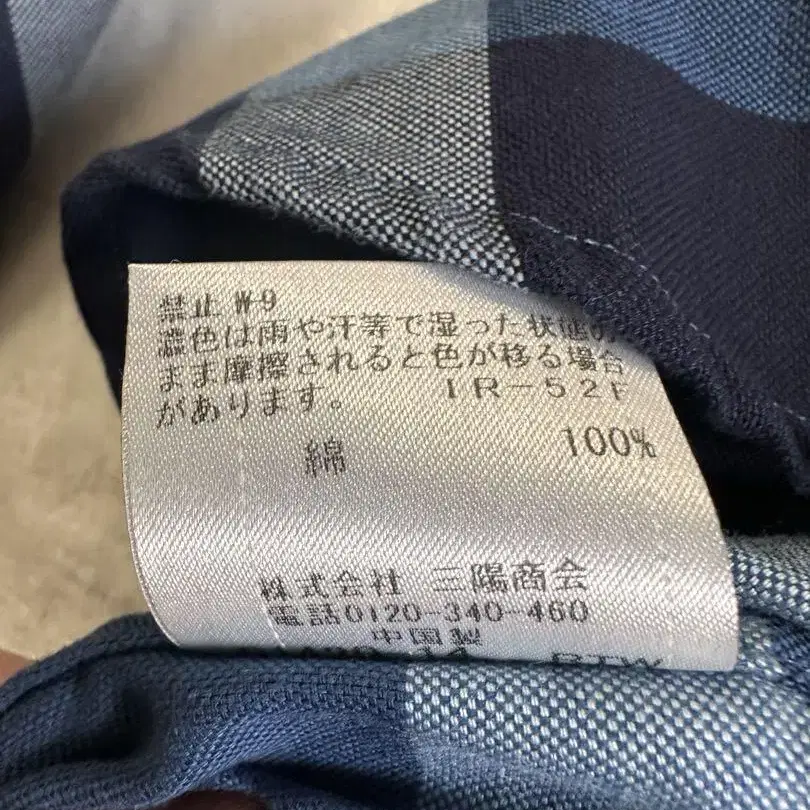 禁止 W-9
濃色は雨や汗等で湿った状態の
まま摩擦されると色が移る場合
があります。 IR-52F
綿 100%
株式会社 三陽商会
電話0120-340-460
中国製